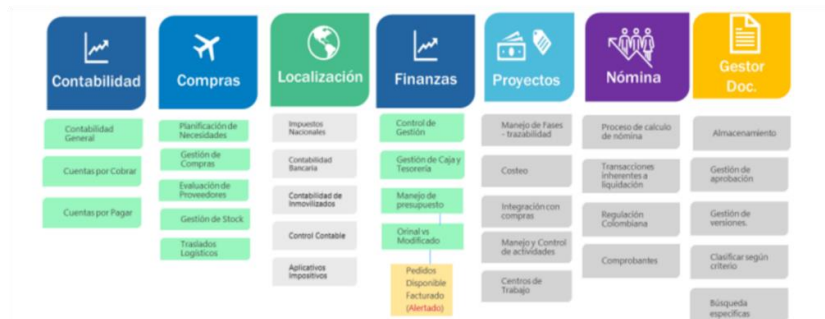 Contabilidad
Contabilidad
General
Cuentas por Cobrar
Cuentas por Pagar
Compras
Planificación de
Necesidades
Gestión de
Compras
Evaluación de
Proveedores
Gestión de Stock
Traslados
Logísticos
Localización
Impuestos
Nacionales
Contabilidad
Bancaria
Contabilidad de
Inmovilizados
Control Contable
Aplicativos
Impositivos
Finanzas
Control de
Gestión
Gestión de Caja y
Tesorería
Manejo de
presupuesto
Orinal vs
Modificado
Pedidos
Disponible
Facturado
(Alertado)
Proyectos
Manejo de Fases
- trazabilidad
Costeo
Integración con
compras
Manejo y Control
de actividades
Centros de
Trabajo
Nómina
Proceso de calculo
de nómina
Transacciones
inherentes a
liquidación
Regulación
Colombiana
Comprobantes
Gestor
Doc.
Almacenamiento
Gestión de
aprobación
Gestión de
versiones.
Clasificar según
criterio
Búsqueda
especificas